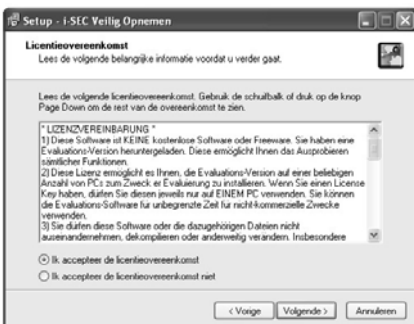 Setup - i-SEC Veilig Opnemen
Licentieovereenkomst
Lees de volgende belangrijke informatie voordat u verder gaat.
Lees de volgende licentieovereenkomst. Gebruik de schuifbalk of druk op de knop
Page Down om de rest van de overeenkomst te zien.
* LIZENZVEREINBARUNG *
1) Diese Software ist KEINE kostenlose Software oder Freeware. Sie haben eine
Evaluations-Version heruntergeladen. Diese ermöglicht Ihnen das Ausprobieren
sämtlicher Funktionen.
2) Diese Lizenz ermöglicht es Ihnen, die Evaluations-Version auf einer beliebigen
Anzahl von PCs zum Zweck er Evaluierung zu installieren. Wenn Sie einen License
Key haben, dürfen Sie diesen jeweils nur auf EINEM PC verwenden. Sie können
die Evaluations-Software für unbegrenzte Zeit für nicht-kommerzielle Zwecke
verwenden.
3) Sie dürfen diese Software oder die dazugehörigen Dateien nicht
auseinandernehmen, dekompilieren oder anderweitig verändern. Insbesondere
Ik accepteer de licentieovereenkomst
Ik accepteer de licentieovereenkomst niet
< Vorige
Volgende >
Annuleren